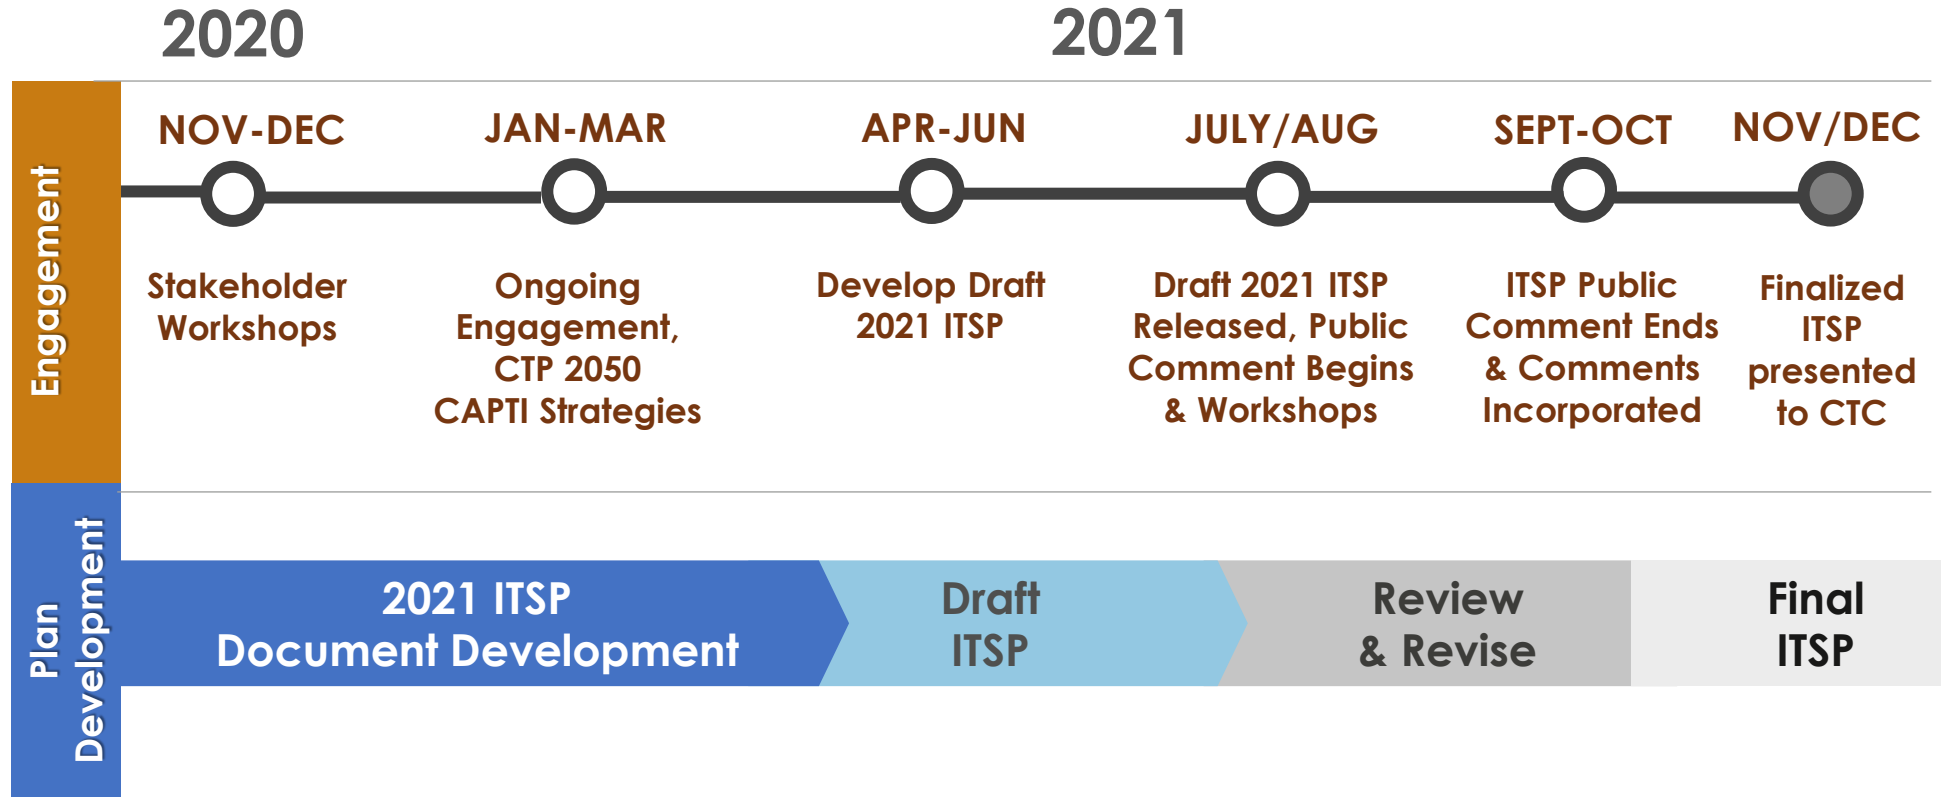 2020
2021
Engagement
NOV-DEC
JAN-MAR
APR-JUN
JULY/AUG
SEPT-OCT
NOV/DEC
Stakeholder
Workshops
Ongoing
Engagement,
CTP 2050
CAPTI Strategies
Develop Draft
2021 ITSP
Draft 2021 ITSP
Released, Public
Comment Begins
& Workshops
ITSP Public
Comment Ends
& Comments
Incorporated
Finalized
ITSP
presented
to CTC
Plan
Development
2021 ITSP
Document Development
Draft
ITSP
Review
& Revise
Final
ITSP